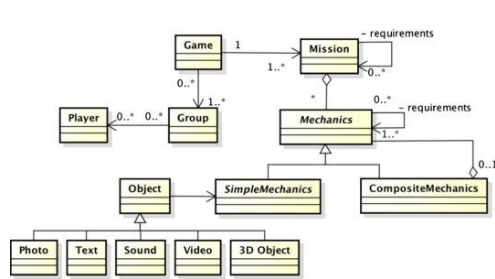 - requirements
Game
1
Mission
1..*
0..*
0..*
1..*
*
0..*
- requirements
Player
0..*
0..*
Group
Mechanics
1..*
Object
SimpleMechanics
CompositeMechanics
0..1
Photo
Text
Sound
Video
3D Object